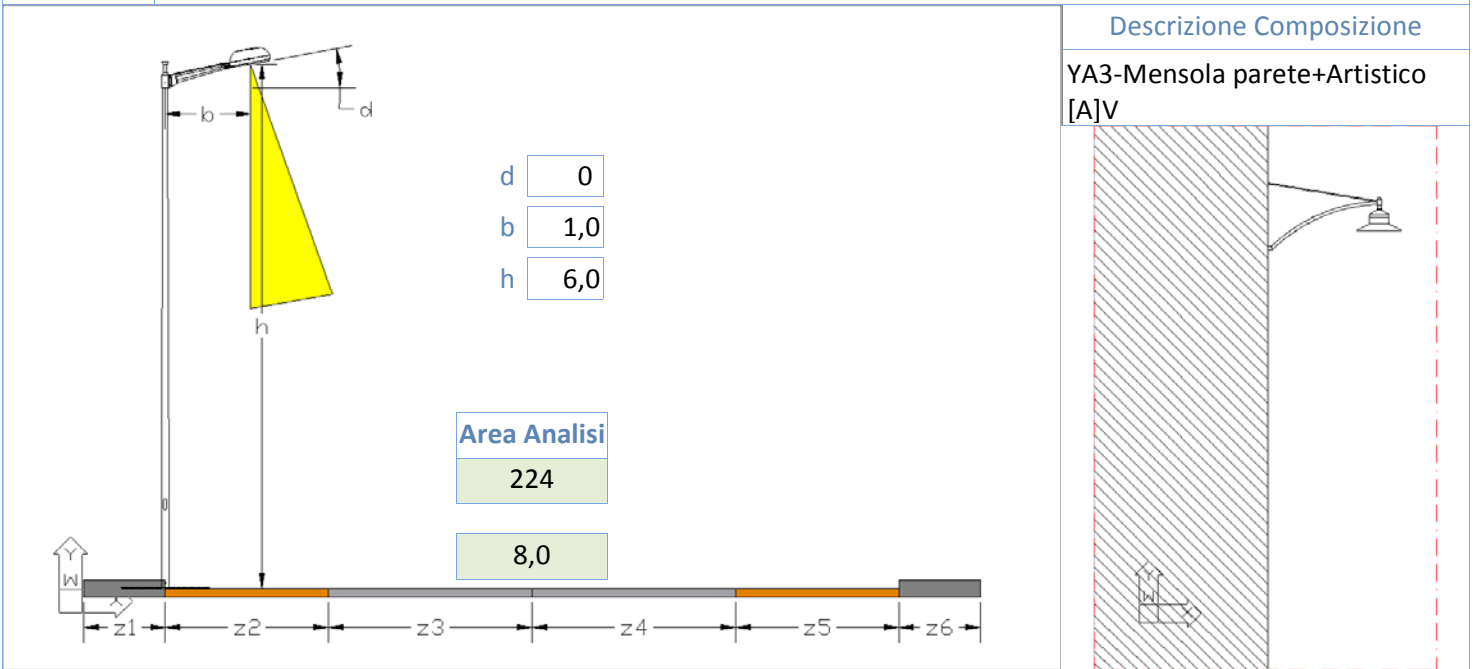 Descrizione Composizione
YA3-Mensola parete+Artistico
[A]V
b
d
h
d 0
b 1,0
h 6,0
Area Analisi
224
8,0
Y
W
z1
z2
z3
z4
z5
z6
Y
W
X